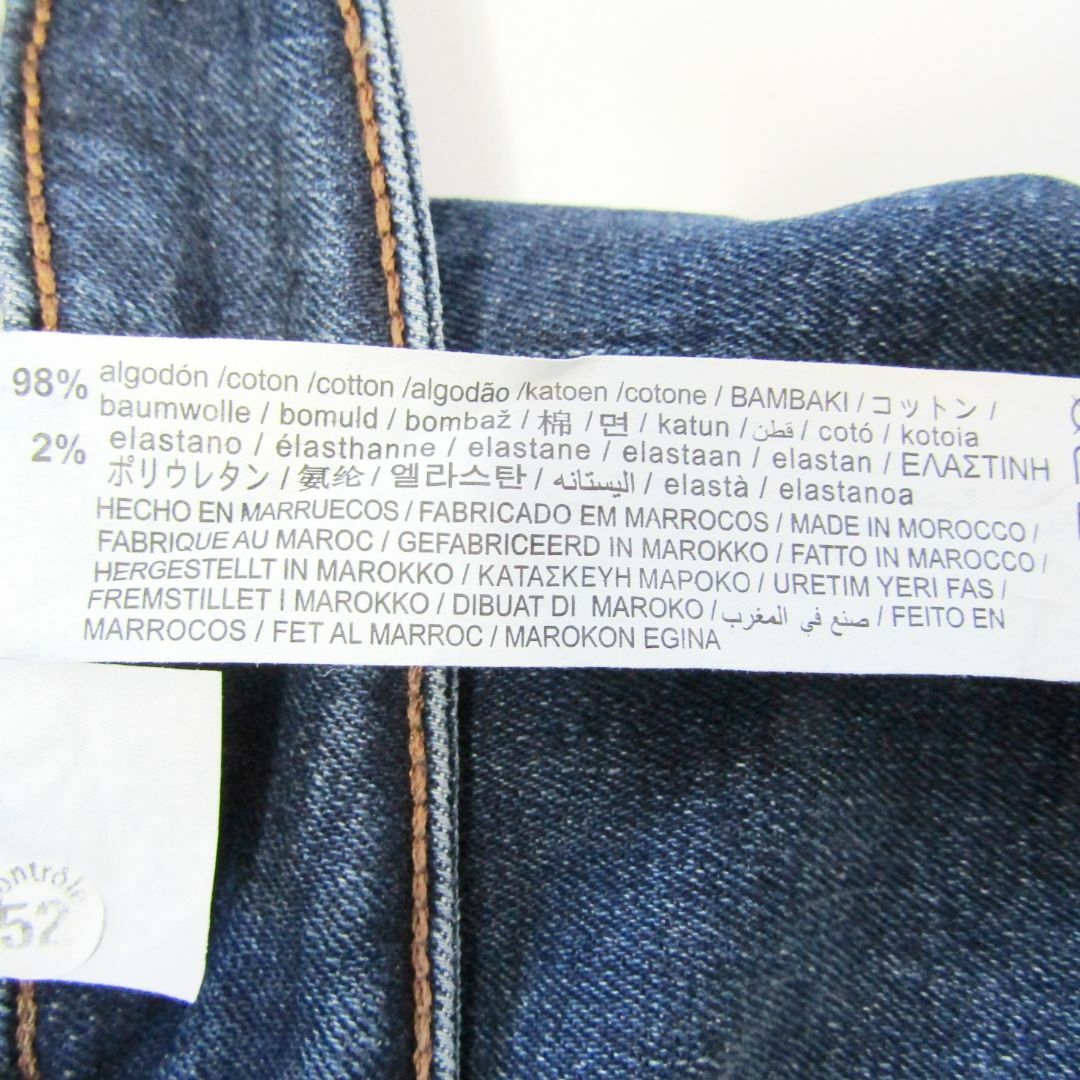 98% algodón /coton /cotton /algodão /katoen /cotone / BAMBAKI / コットン /
baumwolle / bomuld / bombaž / 棉 / 면 / katun / قطن / cotó / kotoia
2% elastano / élasthanne / elastane / elastaan / elastan / ΕΛΑΣΤΙΝΗ
ポリウレタン / 氨纶 / 엘라스탄 / اليستانه / elastà / elastanoa
HECHO EN MARRUECOS / FABRICADO EM MARROCOS / MADE IN MOROCCO /
FABRIQUE AU MAROC / GEFABRICEERD IN MAROKKO / FATTO IN MAROCCO /
HERGESTELLT IN MAROKKO / ΚΑΤΑΣΚΕΥΗ ΜΑΡΟΚΟ / URETIM YERI FAS /
FREMSTILLET I MAROKKO / DIBUAT DI MAROKO / صنع في المغرب / FEITO EN
MARROCOS / FET AL MARROC / MAROKON EGINA
ontrôle
52